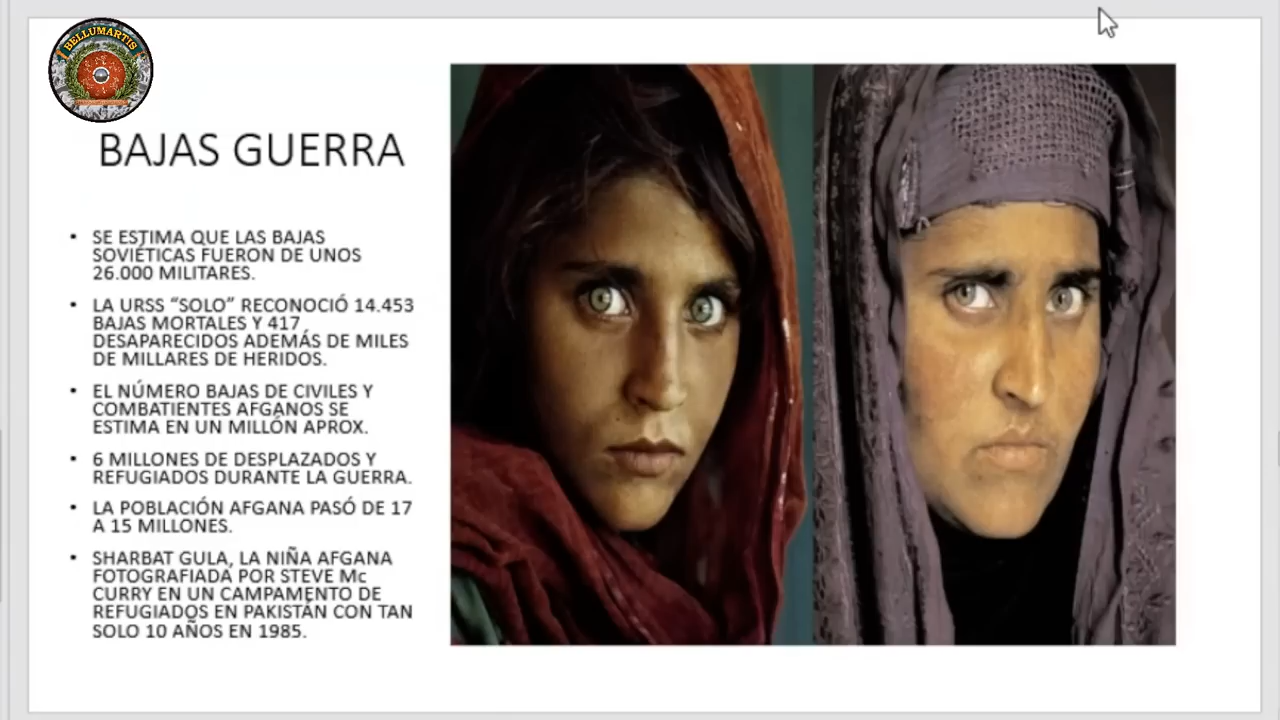 BELLUMARTIS
BAJAS GUERRA
• SE ESTIMA QUE LAS BAJAS
SOVIÉTICAS FUERON DE UNOS
26.000 MILITARES.
• LA URSS “SOLO” RECONOCIÓ 14.453
BAJAS MORTALES Y 417
DESAPARECIDOS ADEMÁS DE MILES
DE MILLARES DE HERIDOS.
• EL NÚMERO BAJAS DE CIVILES Y
COMBATIENTES AFGANOS SE
ESTIMA EN UN MILLÓN APROX.
• 6 MILLONES DE DESPLAZADOS Y
REFUGIADOS DURANTE LA GUERRA.
• LA POBLACIÓN AFGANA PASÓ DE 17
A 15 MILLONES.
• SHARBAT GULA, LA NIÑA AFGANA
FOTOGRAFIADA POR STEVE Mc
CURRY EN UN CAMPAMENTO DE
REFUGIADOS EN PAKISTÁN CON TAN
SOLO 10 AÑOS EN 1985.